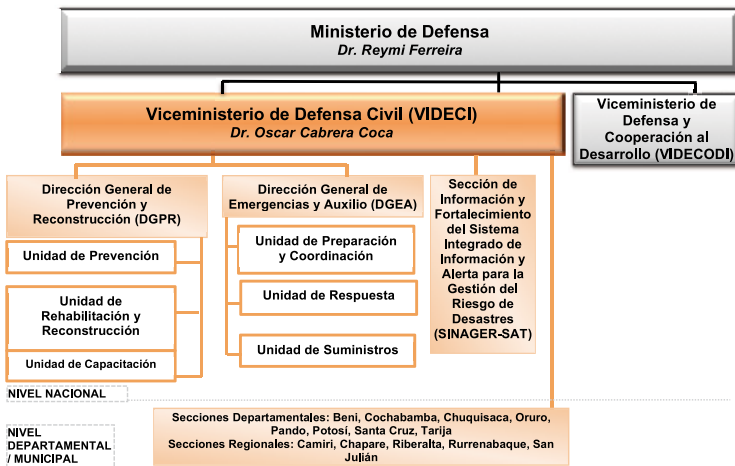 Ministerio de Defensa
Dr. Reymi Ferreira
Viceministerio de Defensa Civil (VIDECI)
Dr. Oscar Cabrera Coca
Viceministerio de
Defensa y
Cooperación al
Desarrollo (VIDECODI)
Dirección General de
Prevención y
Reconstrucción (DGPR)
Unidad de Prevención
Unidad de
Rehabilitación y
Reconstrucción
Unidad de Capacitación
Dirección General de
Emergencias y Auxilio (DGEA)
Unidad de Preparación
y Coordinación
Unidad de Respuesta
Unidad de Suministros
Sección de
Información y
Fortalecimiento
del Sistema
Integrado de
Información y
Alerta para la
Gestión del
Riesgo de
Desastres
(SINAGER-SAT)
NIVEL NACIONAL
NIVEL
DEPARTAMENTAL
/ MUNICIPAL
Secciones Departamentales: Beni, Cochabamba, Chuquisaca, Oruro,
Pando, Potosí, Santa Cruz, Tarija
Secciones Regionales: Camiri, Chapare, Riberalta, Rurrenabaque, San
Julián